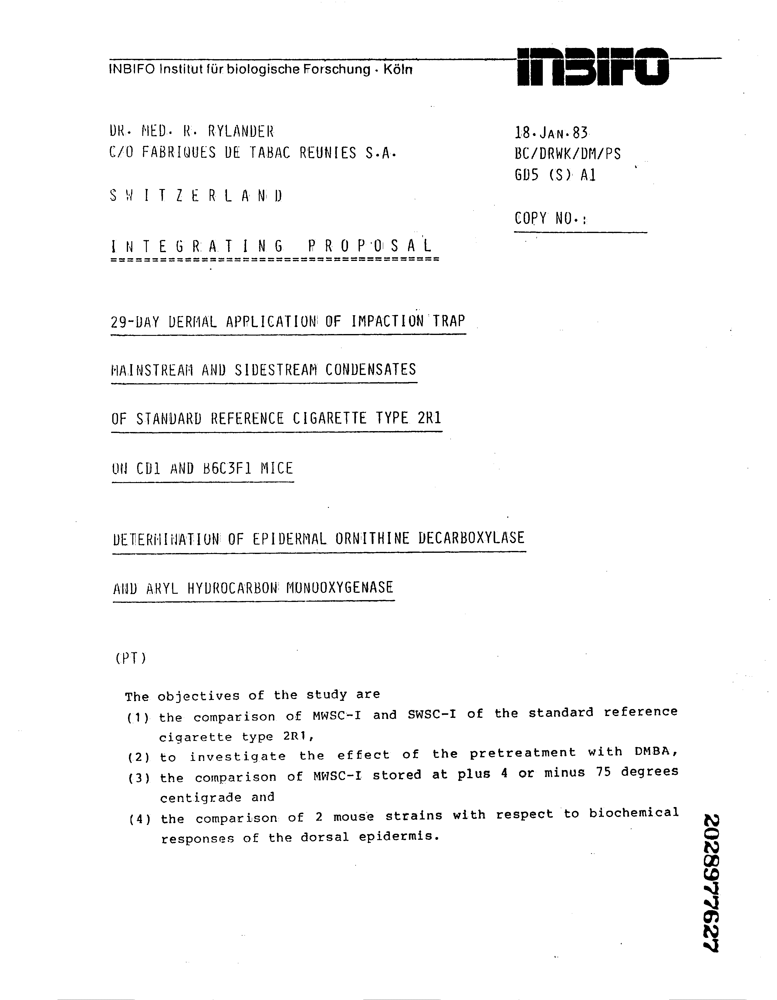 INBIFO Institut für biologische Forschung · Köln
INBIFO
DR. MED. R. RYLANDER
C/O FABRIQUES DE TABAC REUNIES S.A.
SWITZERLAND
18.JAN.83
BC/DRWK/DM/PS
GD5 (S) A1
COPY NO.:
INTEGRATING PROPOSAL
29-DAY DERMAL APPLICATION OF IMPACTION TRAP
MAINSTREAM AND SIDESTREAM CONDENSATES
OF STANDARD REFERENCE CIGARETTE TYPE 2R1
ON CD1 AND B6C3F1 MICE
DETERMINATION OF EPIDERMAL ORNITHINE DECARBOXYLASE
AND ARYL HYDROCARBON MONOOXYGENASE
(PT)
The objectives of the study are
(1) the comparison of MWSC-I and SWSC-I of the standard reference
cigarette type 2R1,
(2) to investigate the effect of the pretreatment with DMBA,
(3) the comparison of MWSC-I stored at plus 4 or minus 75 degrees
centigrade and
(4) the comparison of 2 mouse strains with respect to biochemical
responses of the dorsal epidermis.
2028977627